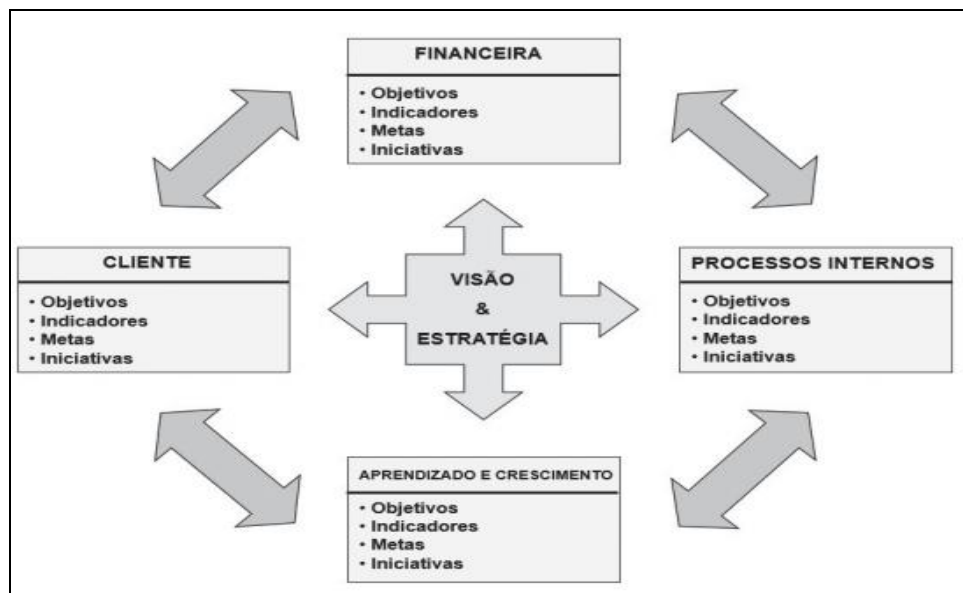 FINANCEIRA
• Objetivos
• Indicadores
• Metas
• Iniciativas
CLIENTE
• Objetivos
• Indicadores
• Metas
• Iniciativas
VISÃO
&
ESTRATÉGIA
PROCESSOS INTERNOS
• Objetivos
• Indicadores
• Metas
• Iniciativas
APRENDIZADO E CRESCIMENTO
• Objetivos
• Indicadores
• Metas
• Iniciativas